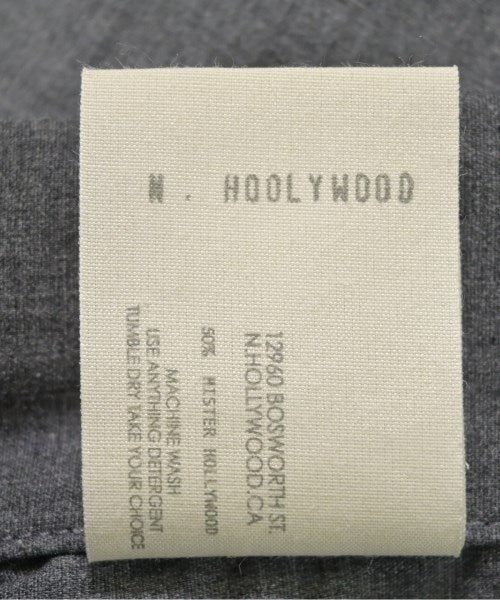 N. HOOLYWOOD
12960 BOSWORTH ST.
N.HOLLYWOOD.CA
50% MISTER HOLLYWOOD
MACHINE WASH
USE ANYTHING DETERGENT
TUMBLE DRY TAKE YOUR CHOICE